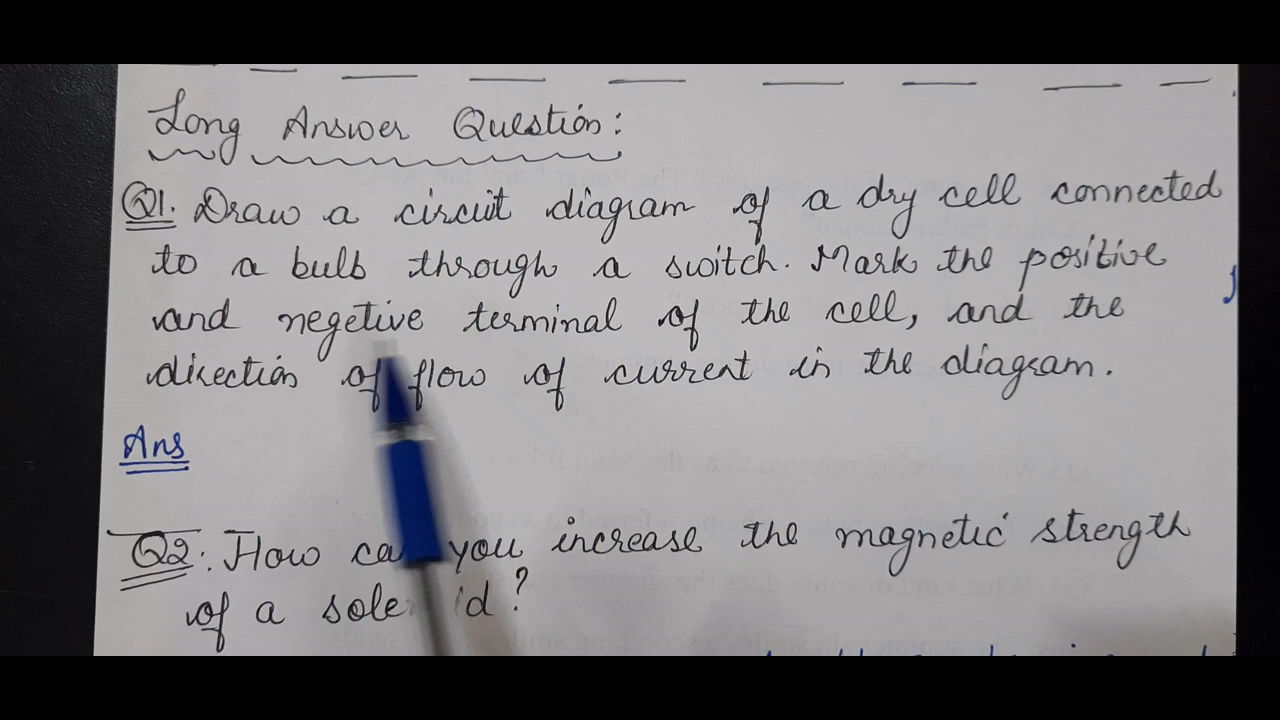 Long Answer Question:
Q1. Draw a circuit diagram of a dry cell connected
to a bulb through a switch. Mark the positive
and negetive terminal of the cell, and the
direction of flow of current in the diagram.
Ans
Q2. How can you increase the magnetic strength
of a solenoid?